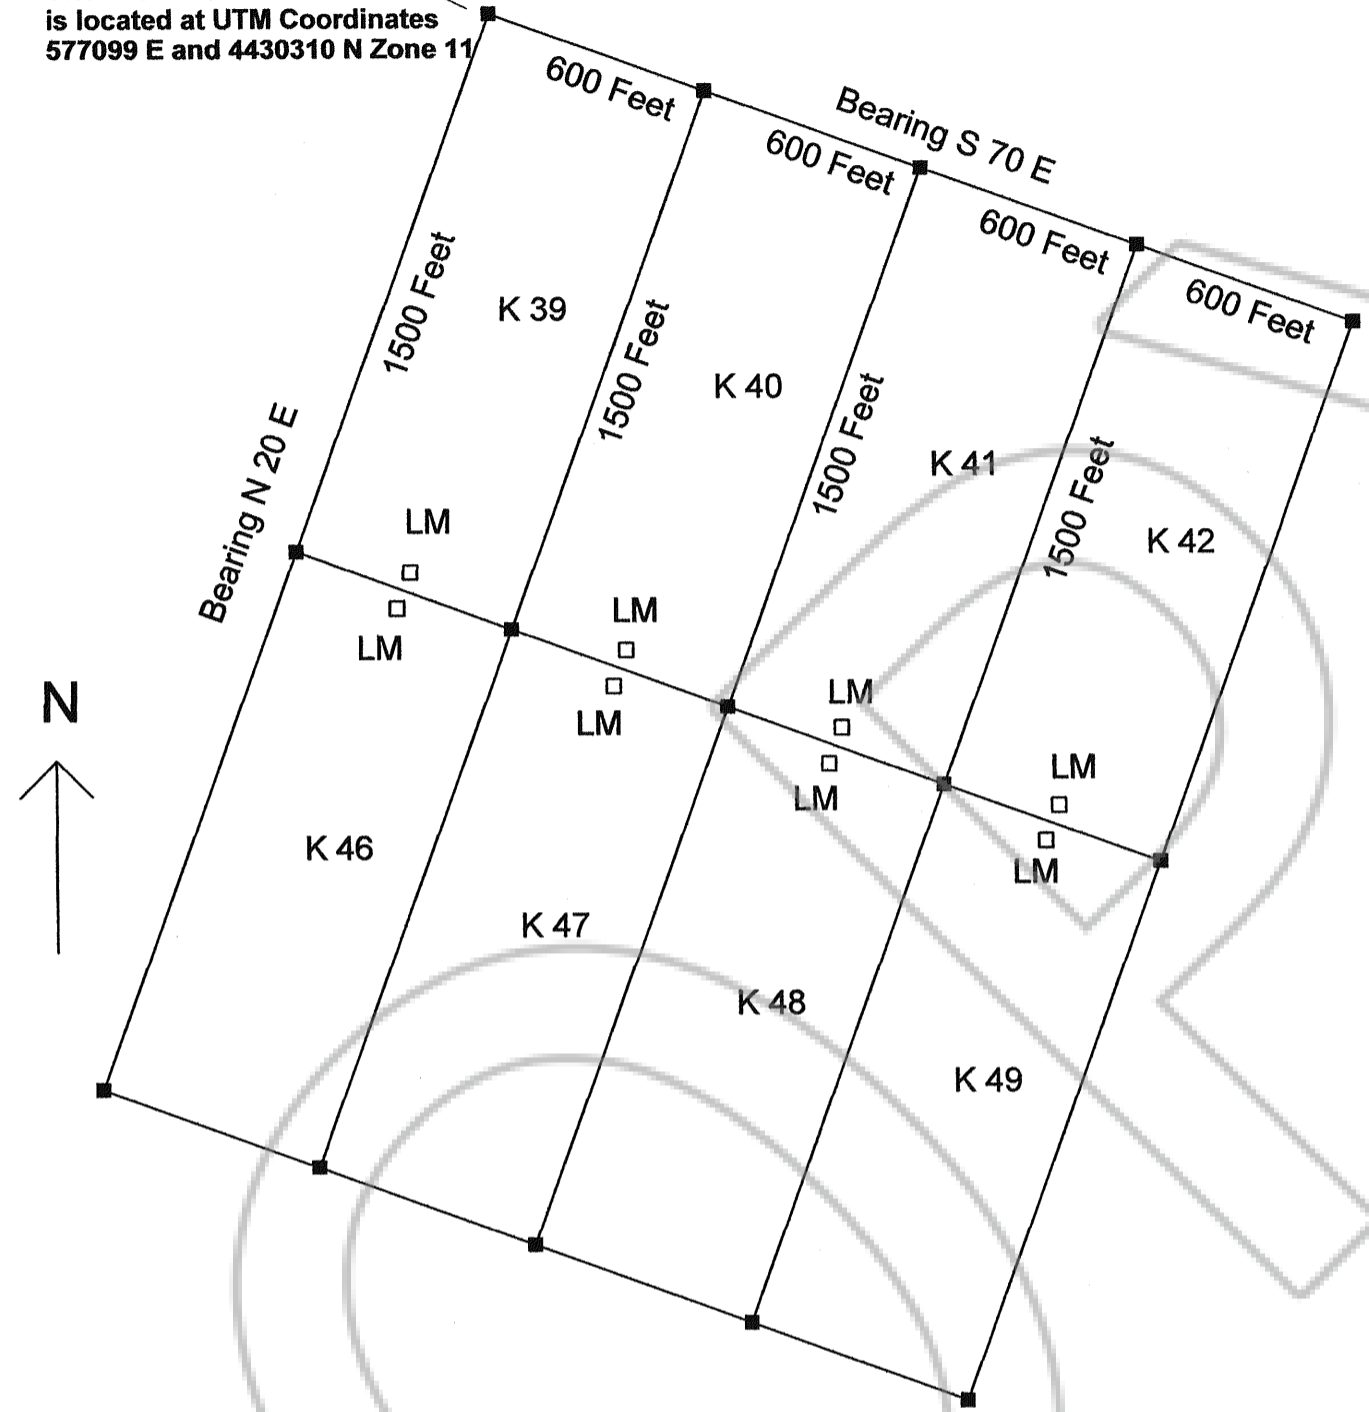 is located at UTM Coordinates
577099 E and 4430310 N Zone 11
600 Feet
Bearing S 70 E
600 Feet
600 Feet
600 Feet
1500 Feet
K 39
1500 Feet
K 40
1500 Feet
K 41
1500 Feet
K 42
Bearing N 20 E
LM
LM
LM
LM
LM
LM
LM
LM
N
K 46
K 47
K 48
K 49